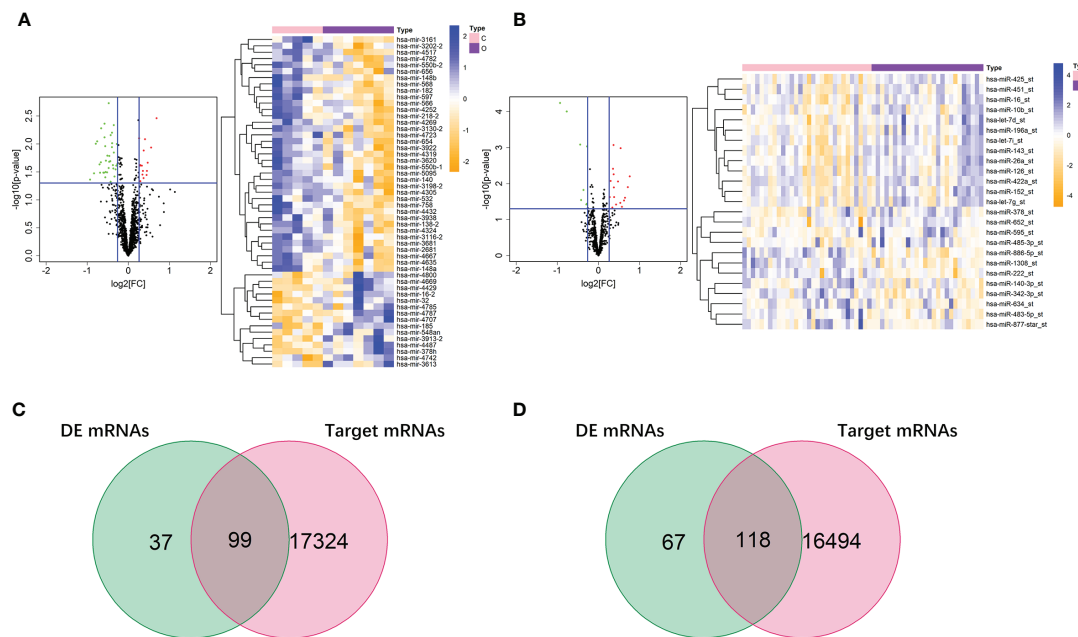 A
B
Type
hsa-mir-3161
hsa-mir-3202-2
hsa-mir-4517
hsa-mir-4782
hsa-mir-550b-2
hsa-mir-656
hsa-mir-148b
hsa-mir-568
hsa-mir-182
hsa-mir-597
hsa-mir-566
hsa-mir-4252
hsa-mir-218-2
hsa-mir-4269
hsa-mir-3130-2
hsa-mir-4723
hsa-mir-654
hsa-mir-3922
hsa-mir-4319
hsa-mir-3620
hsa-mir-550b-1
hsa-mir-5095
hsa-mir-140
hsa-mir-3198-2
hsa-mir-4305
hsa-mir-532
hsa-mir-758
hsa-mir-4432
hsa-mir-3938
hsa-mir-138-2
hsa-mir-4324
hsa-mir-3116-2
hsa-mir-3681
hsa-mir-2681
hsa-mir-4667
hsa-mir-4635
hsa-mir-148a
hsa-mir-4800
hsa-mir-4669
hsa-mir-4429
hsa-mir-16-2
hsa-mir-32
hsa-mir-4785
hsa-mir-4787
hsa-mir-4707
hsa-mir-185
hsa-mir-548an
hsa-mir-3913-2
hsa-mir-4487
hsa-mir-378h
hsa-mir-4742
hsa-mir-3613
Type
C
O
2
1
0
-1
-2
-log10[p-value]
2.5
2.0
1.5
1.0
0.5
0.0
-2
-1
0
1
2
log2[FC]
-log10[p-value]
4
3
2
1
0
-2
-1
0
1
2
log2[FC]
Type
hsa-miR-425_st
hsa-miR-451_st
hsa-miR-16_st
hsa-miR-10b_st
hsa-let-7d_st
hsa-miR-196a_st
hsa-let-7i_st
hsa-miR-143_st
hsa-miR-26a_st
hsa-miR-126_st
hsa-miR-422a_st
hsa-miR-152_st
hsa-let-7g_st
hsa-miR-378_st
hsa-miR-652_st
hsa-miR-595_st
hsa-miR-485-3p_st
hsa-miR-886-5p_st
hsa-miR-1308_st
hsa-miR-222_st
hsa-miR-140-3p_st
hsa-miR-342-3p_st
hsa-miR-634_st
hsa-miR-483-5p_st
hsa-miR-877-star_st
4
2
0
-2
-4
C
DE mRNAs
Target mRNAs
37
99
17324
D
DE mRNAs
Target mRNAs
67
118
16494